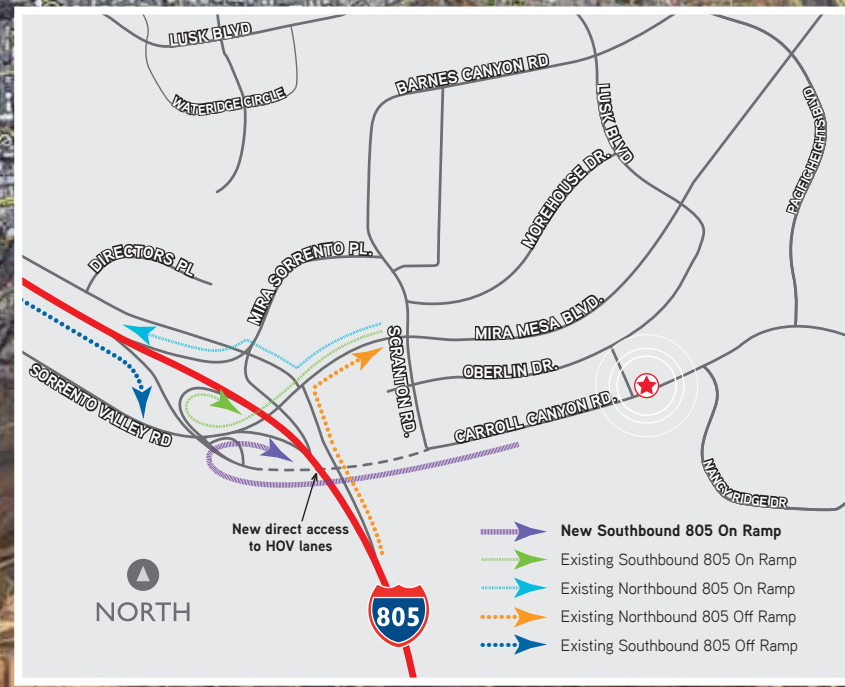 LUSK BLVD
WATERIDGE CIRCLE
BARNES CANYON RD
LUSK BLVD
PACIFIC HEIGHTS BLVD
MOREHOUSE DR.
DIRECTORS PL
MIRA SORRENTO PL.
MIRA MESA BLVD.
SCRANTON RD.
OBERLIN DR.
SORRENTO VALLEY RD
CARROLL CANYON RD.
NANCY RIDGE DR
New direct access
to HOV lanes
New Southbound 805 On Ramp
Existing Southbound 805 On Ramp
Existing Northbound 805 On Ramp
Existing Northbound 805 Off Ramp
Existing Southbound 805 Off Ramp
NORTH
805